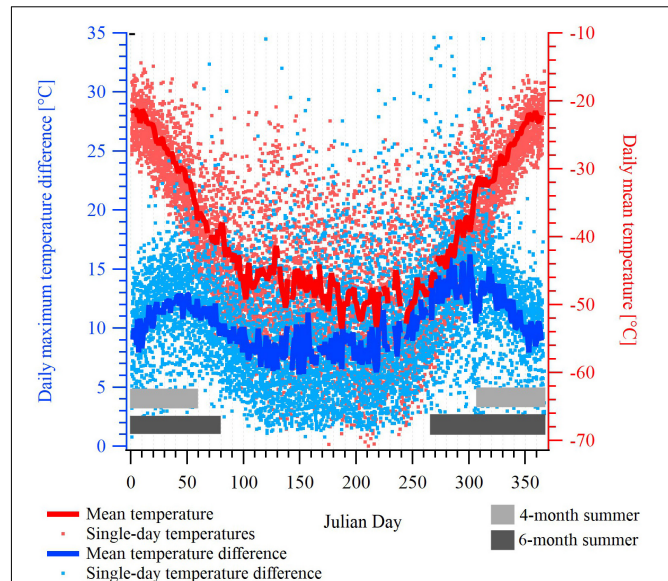 35
30
25
20
15
10
5
0
Daily maximum temperature difference [°C]
-10
-20
-30
-40
-50
-60
-70
Daily mean temperature [°C]
0 50 100 150 200 250 300 350
Julian Day
Mean temperature
Single-day temperatures
Mean temperature difference
Single-day temperature difference
4-month summer
6-month summer